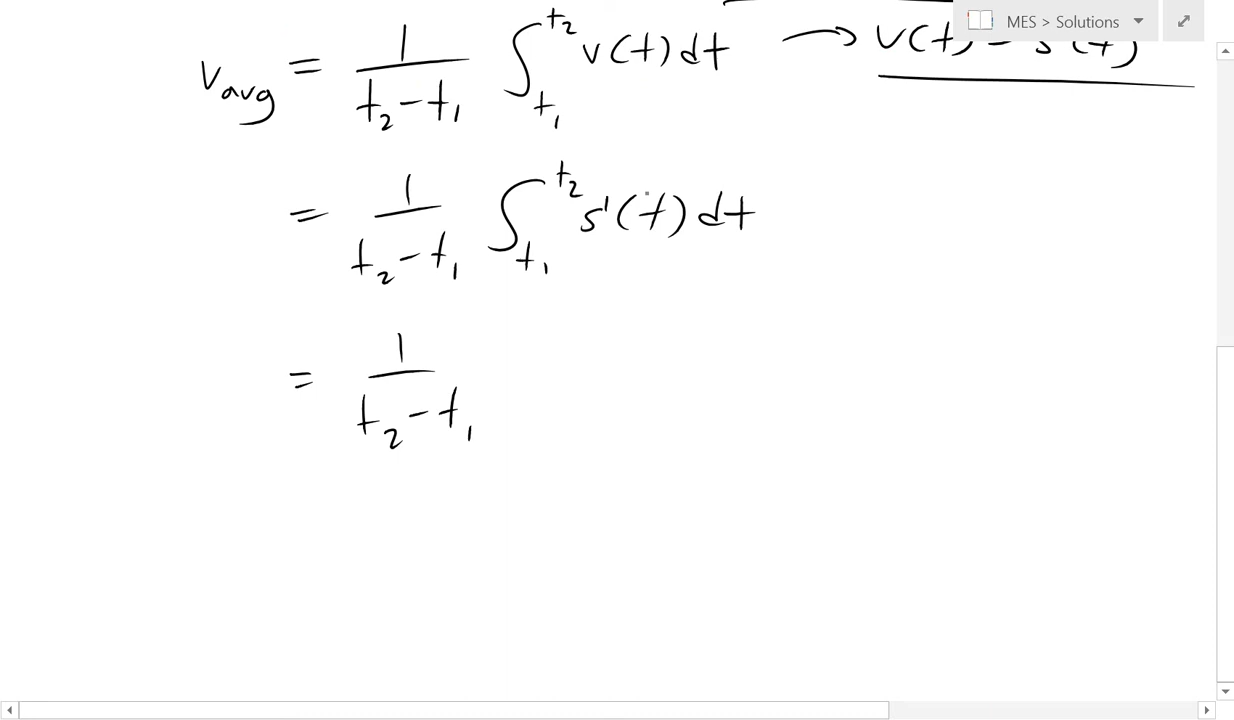 MES > Solutions
v_avg = 1/(t₂ - t₁) ∫_{t₁}^{t₂} v(t) dt → v(t) = s'(t)
= 1/(t₂ - t₁) ∫_{t₁}^{t₂} s'(t) dt
= 1/(t₂ - t₁)